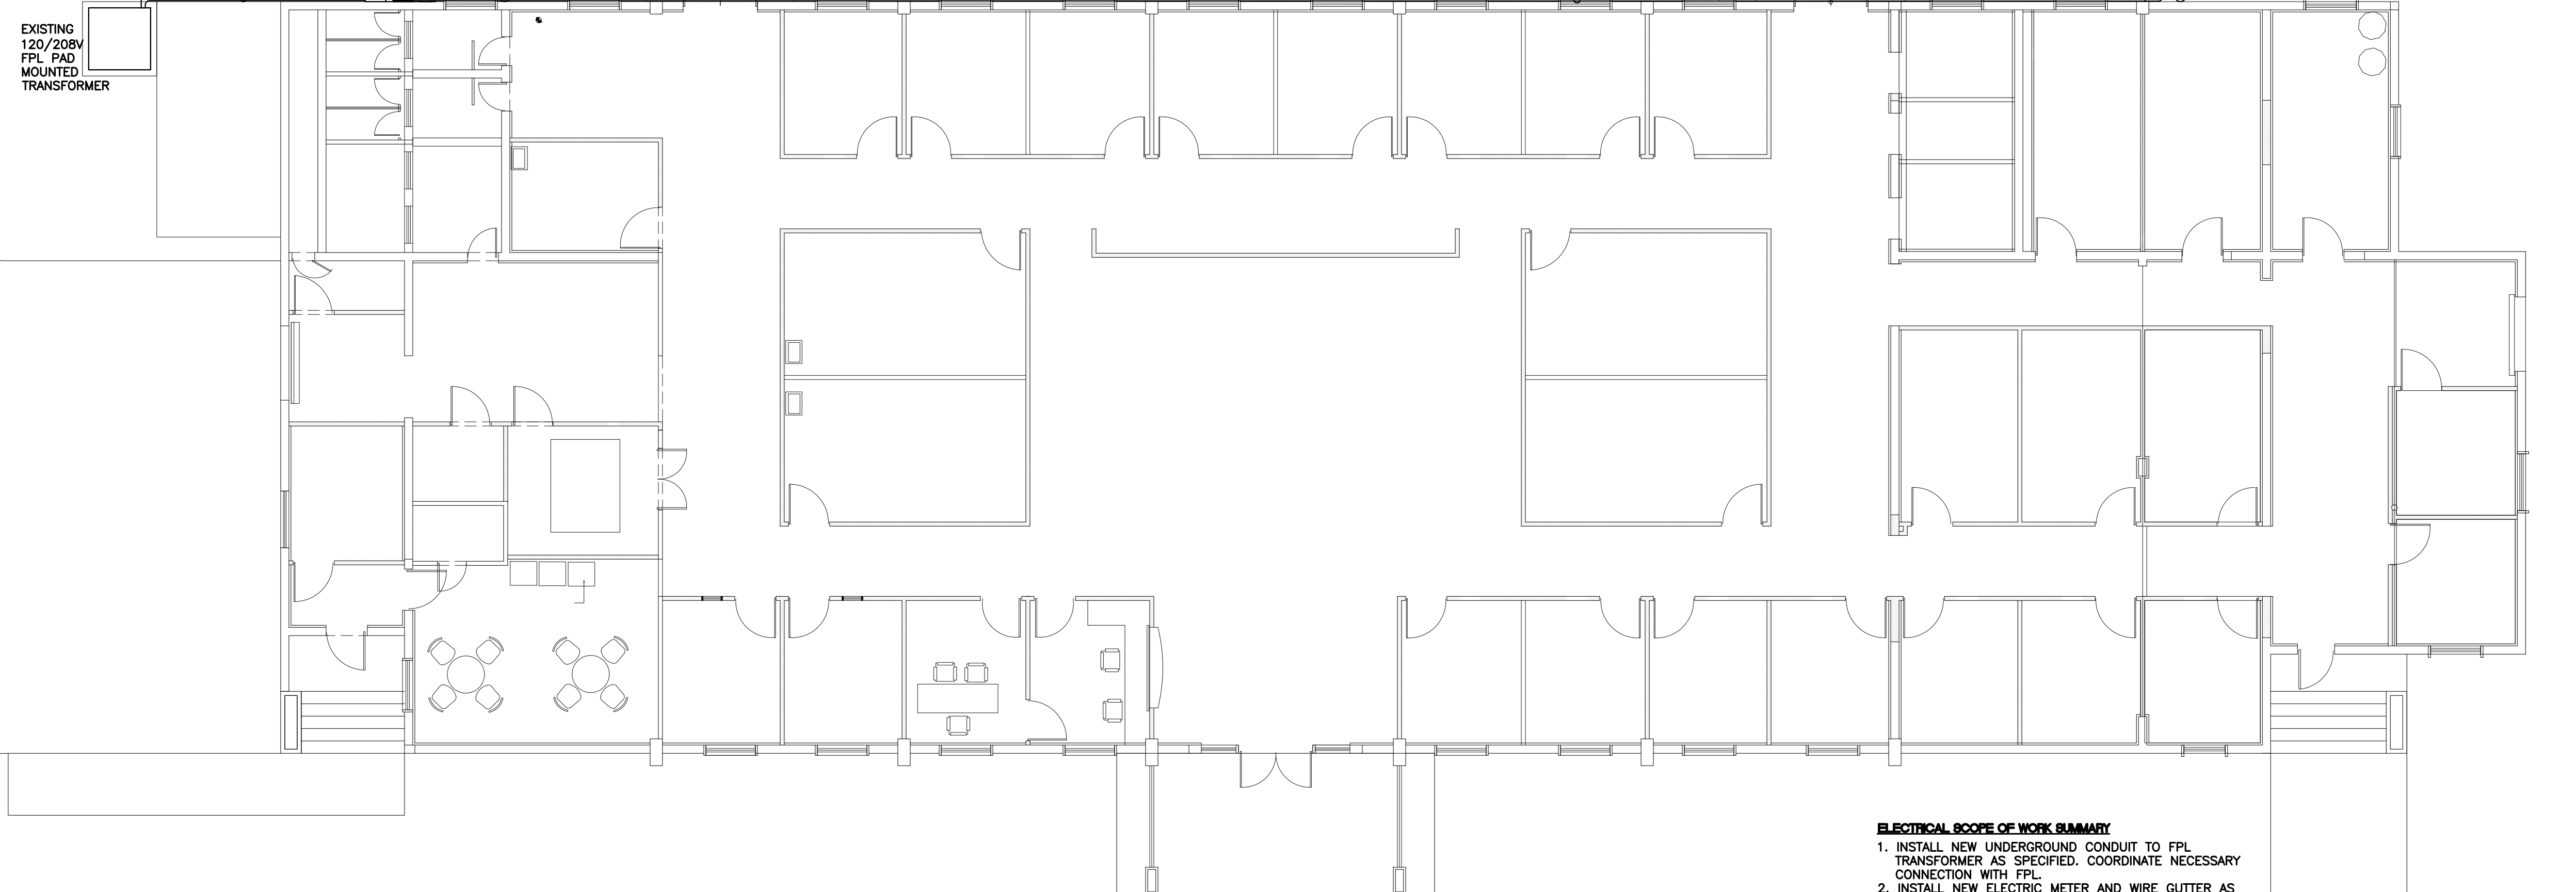 EXISTING
120/208V
FPL PAD
MOUNTED
TRANSFORMER
ELECTRICAL SCOPE OF WORK SUMMARY
1. INSTALL NEW UNDERGROUND CONDUIT TO FPL
TRANSFORMER AS SPECIFIED. COORDINATE NECESSARY
CONNECTION WITH FPL.
2. INSTALL NEW ELECTRIC METER AND WIRE GUTTER AS